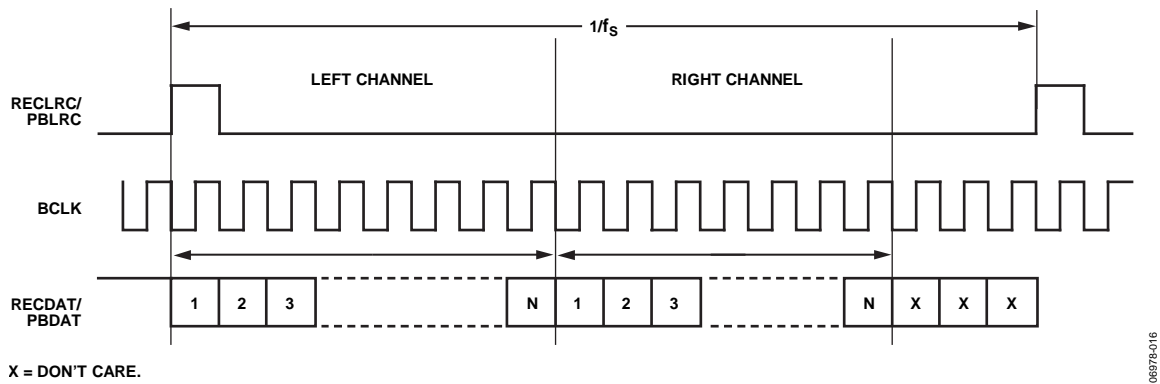 1/fS
LEFT CHANNEL
RIGHT CHANNEL
RECLRC/
PBLRC
BCLK
RECDAT/
PBDAT
1 2 3 N 1 2 3 N X X X
X = DON'T CARE.
06978-016